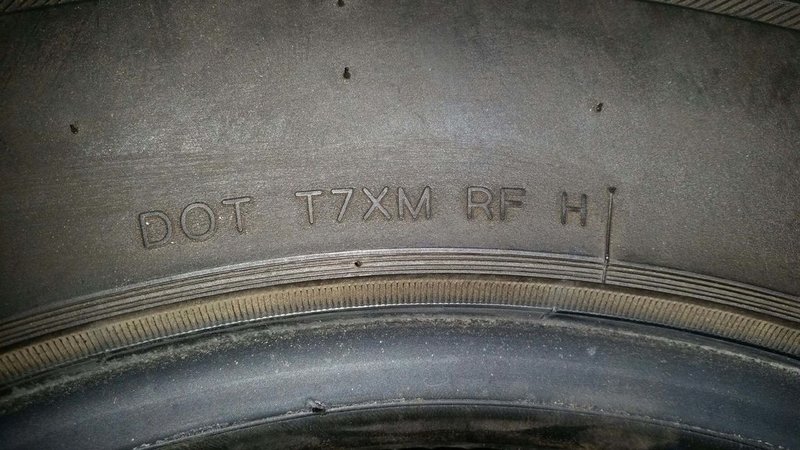 DOT T7XM RF H